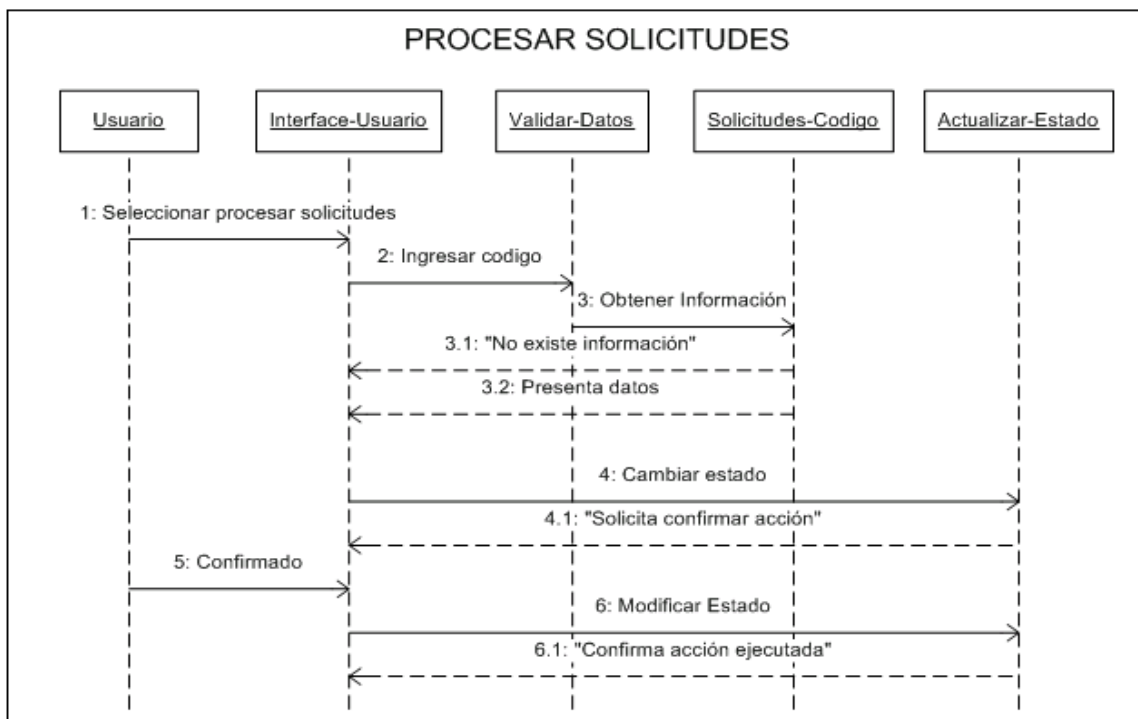 PROCESAR SOLICITUDES
Usuario
Interface-Usuario
Validar-Datos
Solicitudes-Codigo
Actualizar-Estado
1: Seleccionar procesar solicitudes
2: Ingresar codigo
3: Obtener Información
3.1: "No existe información"
3.2: Presenta datos
4: Cambiar estado
4.1: "Solicita confirmar acción"
5: Confirmado
6: Modificar Estado
6.1: "Confirma acción ejecutada"